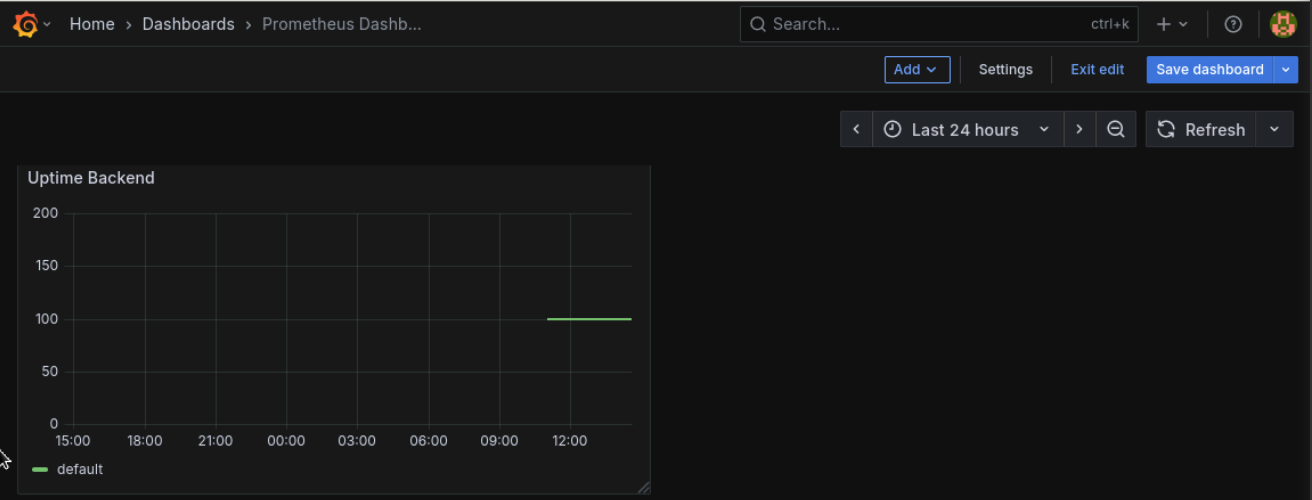 Home > Dashboards > Prometheus Dashb...
Search... ctrl+k
Add Settings Exit edit Save dashboard
Last 24 hours Refresh
Uptime Backend
200
150
100
50
0
15:00 18:00 21:00 00:00 03:00 06:00 09:00 12:00
default